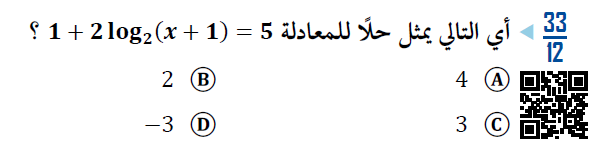 33/12 ◀ أي التالي يمثل حلًا للمعادلة 1 + 2 log₂(x + 1) = 5 ؟
A 4 B 2
C 3 D −3